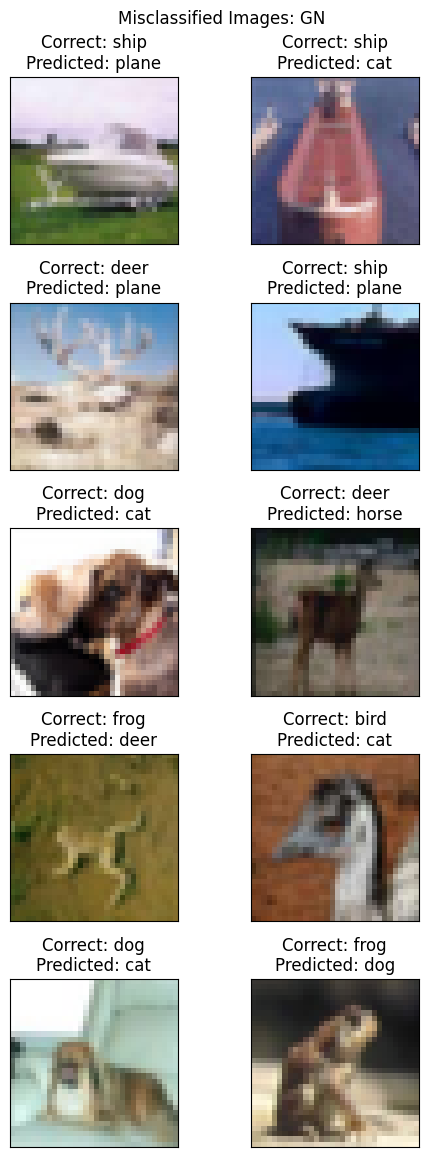 Misclassified Images: GN
Correct: ship
Predicted: plane
Correct: ship
Predicted: cat
Correct: deer
Predicted: plane
Correct: ship
Predicted: plane
Correct: dog
Predicted: cat
Correct: deer
Predicted: horse
Correct: frog
Predicted: deer
Correct: bird
Predicted: cat
Correct: dog
Predicted: cat
Correct: frog
Predicted: dog